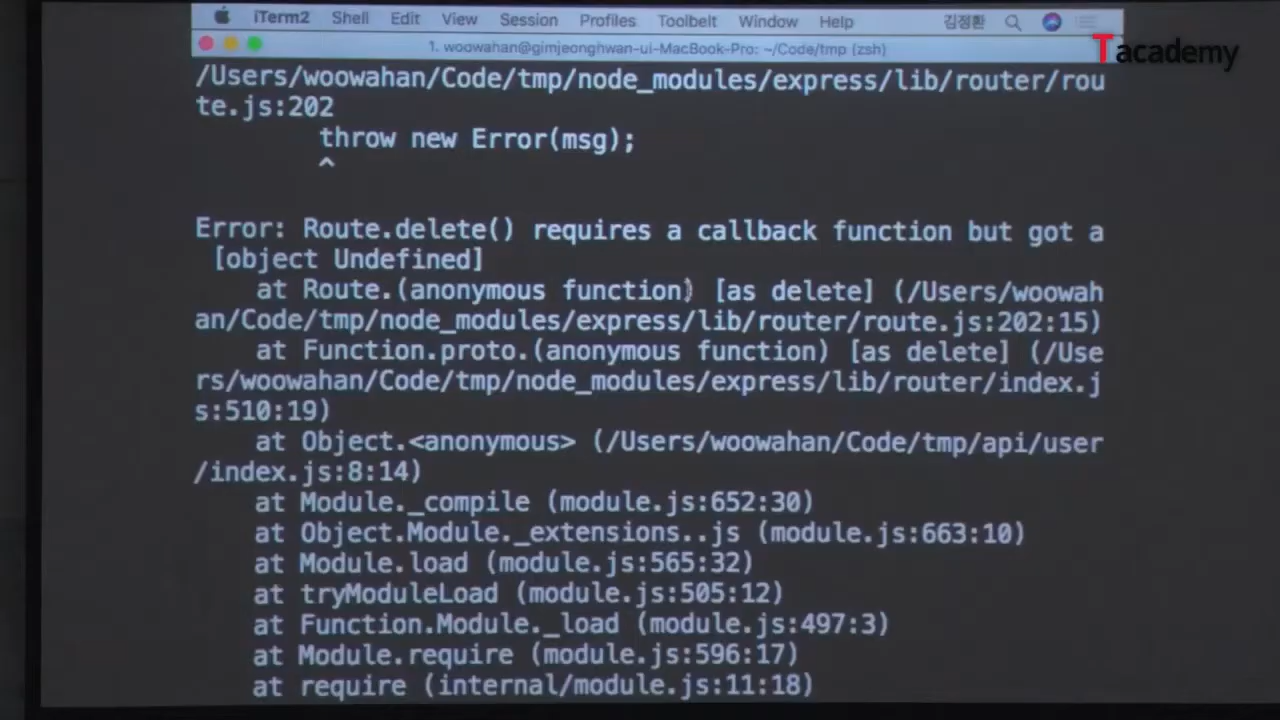 iTerm2 Shell Edit View Session Profiles Toolbelt Window Help 김정환
1. woowahan@gimjeonghwan-ui-MacBook-Pro: ~/Code/tmp (zsh)
Tacademy
/Users/woowahan/Code/tmp/node_modules/express/lib/router/rou
te.js:202
throw new Error(msg);
^
Error: Route.delete() requires a callback function but got a
[object Undefined]
at Route.(anonymous function) [as delete] (/Users/woowah
an/Code/tmp/node_modules/express/lib/router/route.js:202:15)
at Function.proto.(anonymous function) [as delete] (/Use
rs/woowahan/Code/tmp/node_modules/express/lib/router/index.j
s:510:19)
at Object.<anonymous> (/Users/woowahan/Code/tmp/api/user
/index.js:8:14)
at Module._compile (module.js:652:30)
at Object.Module._extensions..js (module.js:663:10)
at Module.load (module.js:565:32)
at tryModuleLoad (module.js:505:12)
at Function.Module._load (module.js:497:3)
at Module.require (module.js:596:17)
at require (internal/module.js:11:18)